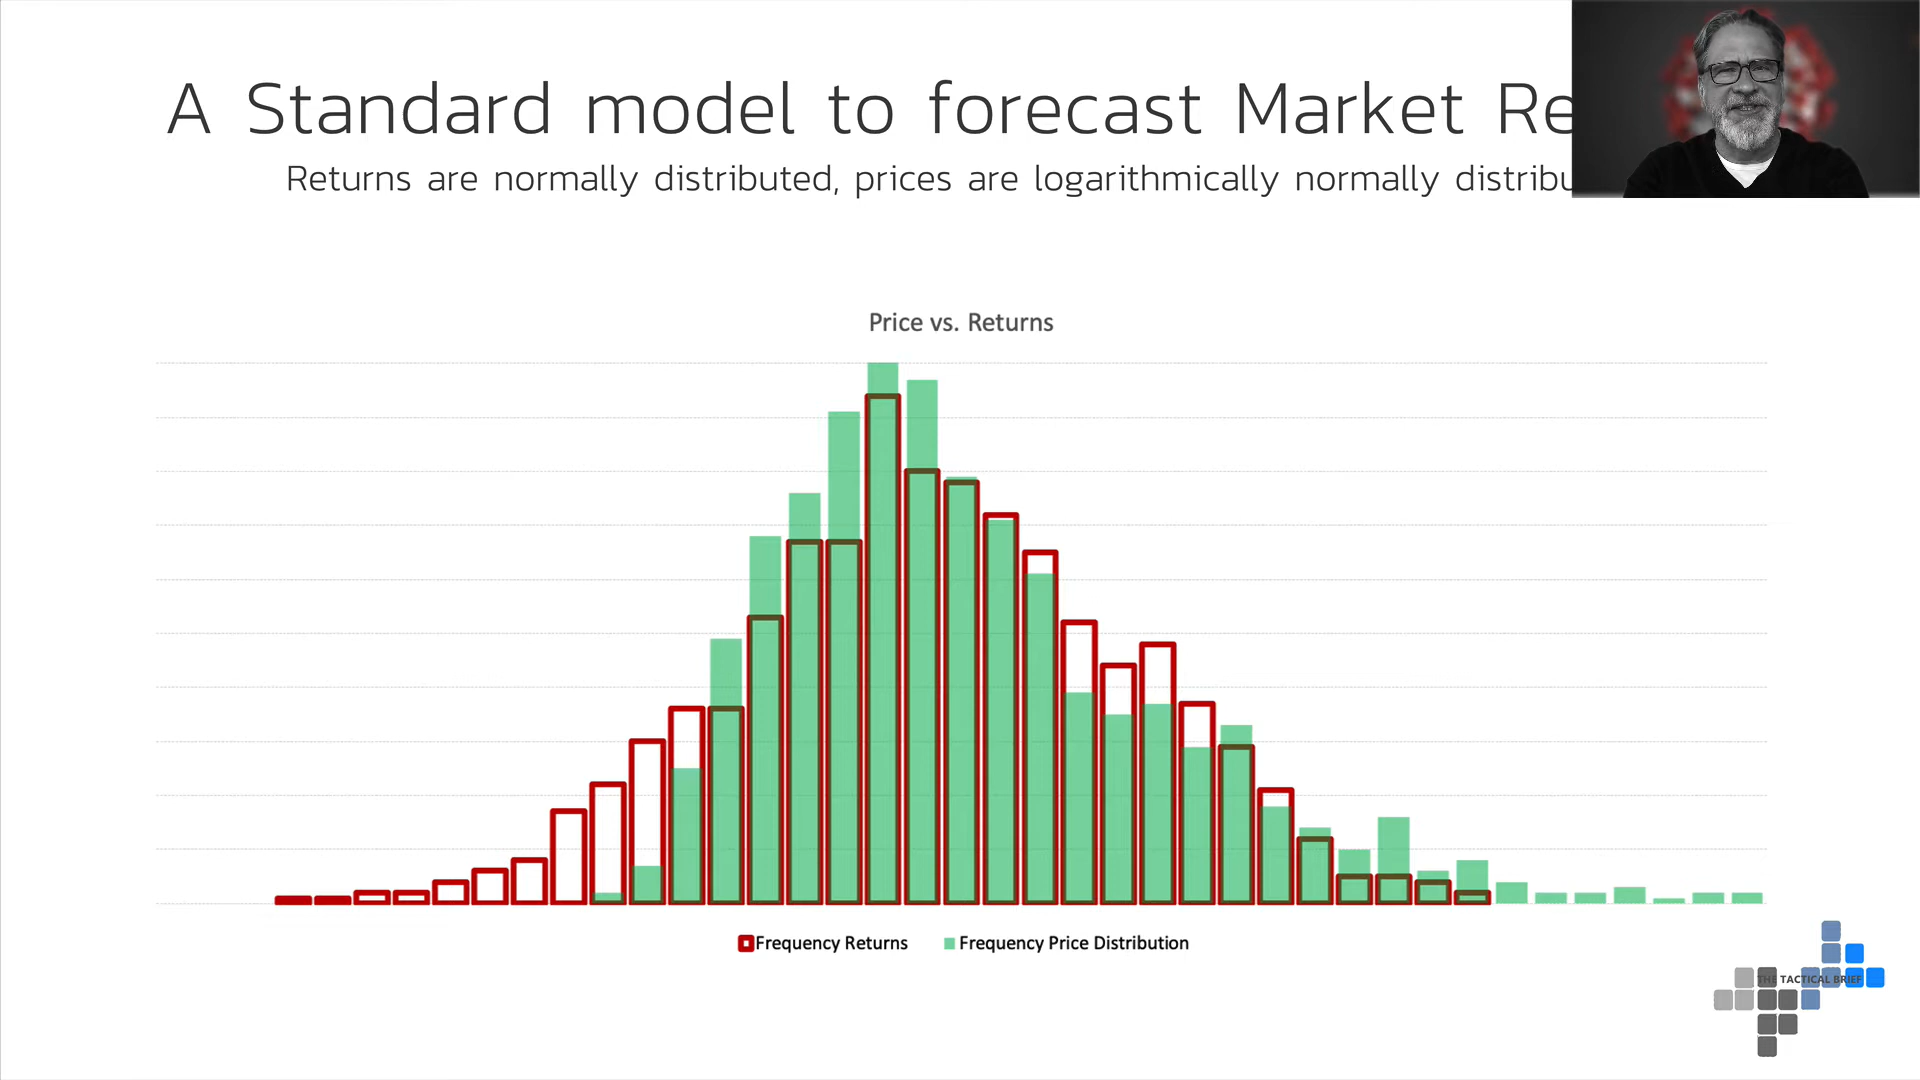 A Standard model to forecast Market Re
Returns are normally distributed, prices are logarithmically normally distribu
Price vs. Returns
Frequency Returns Frequency Price Distribution
THE TACTICAL BRIEF